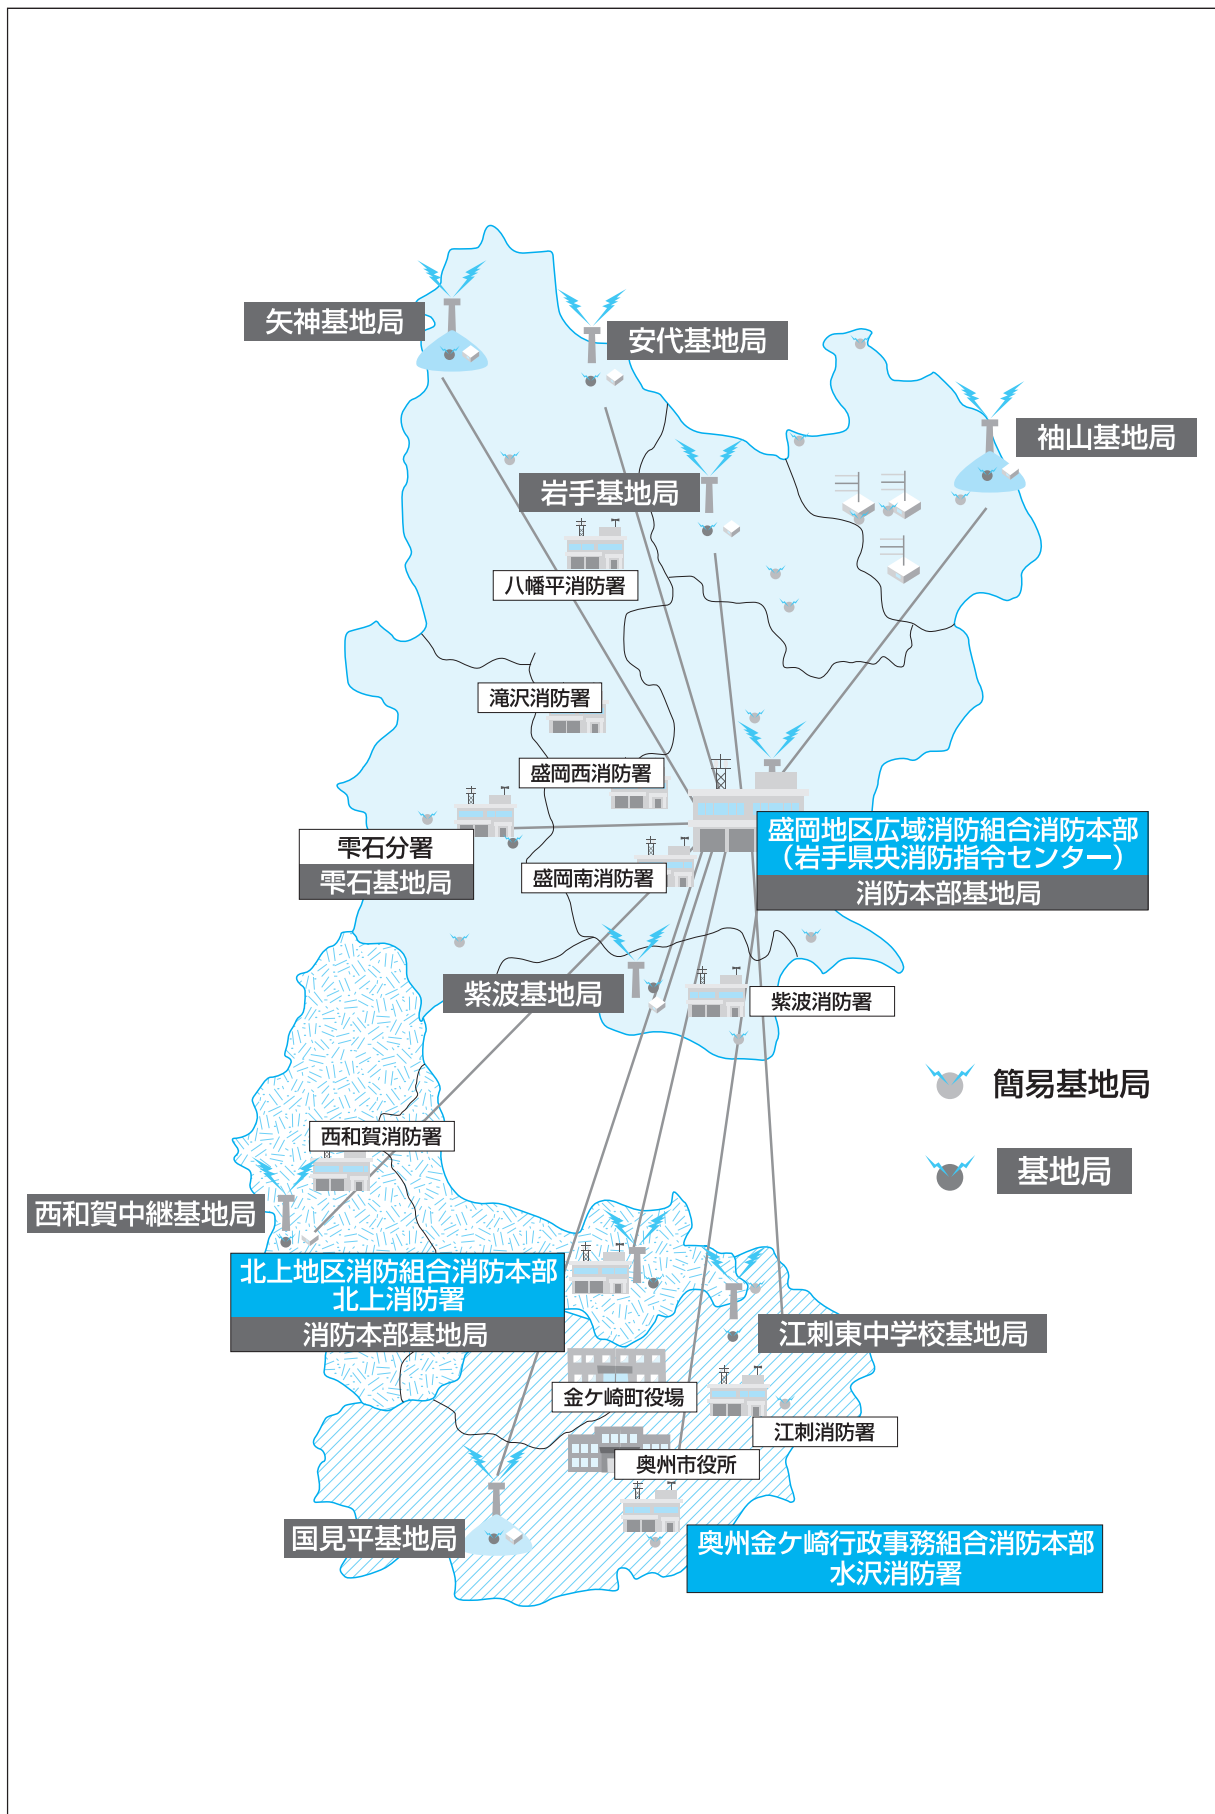 矢神基地局
安代基地局
袖山基地局
岩手基地局
八幡平消防署
滝沢消防署
盛岡西消防署
雫石分署
雫石基地局
盛岡南消防署
盛岡地区広域消防組合消防本部
（岩手県央消防指令センター）
消防本部基地局
紫波基地局
紫波消防署
簡易基地局
基地局
西和賀消防署
西和賀中継基地局
北上地区消防組合消防本部
北上消防署
消防本部基地局
江刺東中学校基地局
金ケ崎町役場
江刺消防署
奥州市役所
国見平基地局
奥州金ケ崎行政事務組合消防本部
水沢消防署